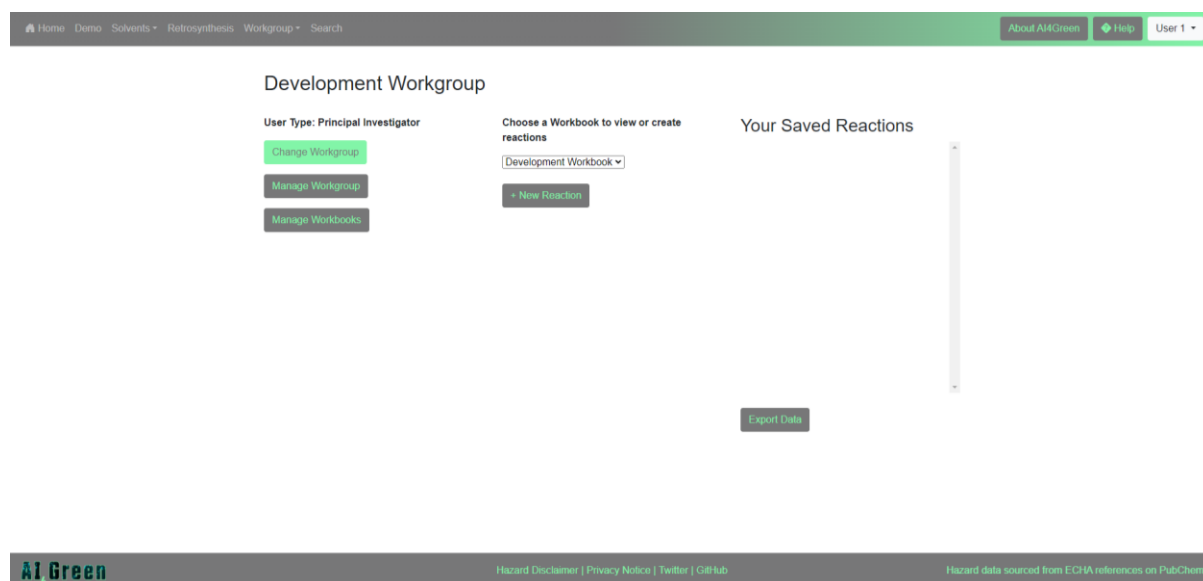 Home Demo Solvents Retrosynthesis Workgroup Search
About AI4Green Help User 1
Development Workgroup
User Type: Principal Investigator
Change Workgroup
Manage Workgroup
Manage Workbooks
Choose a Workbook to view or create
reactions
Development Workbook
+ New Reaction
Your Saved Reactions
Export Data
AI4Green
Hazard Disclaimer | Privacy Notice | Twitter | GitHub
Hazard data sourced from ECHA references on PubChem